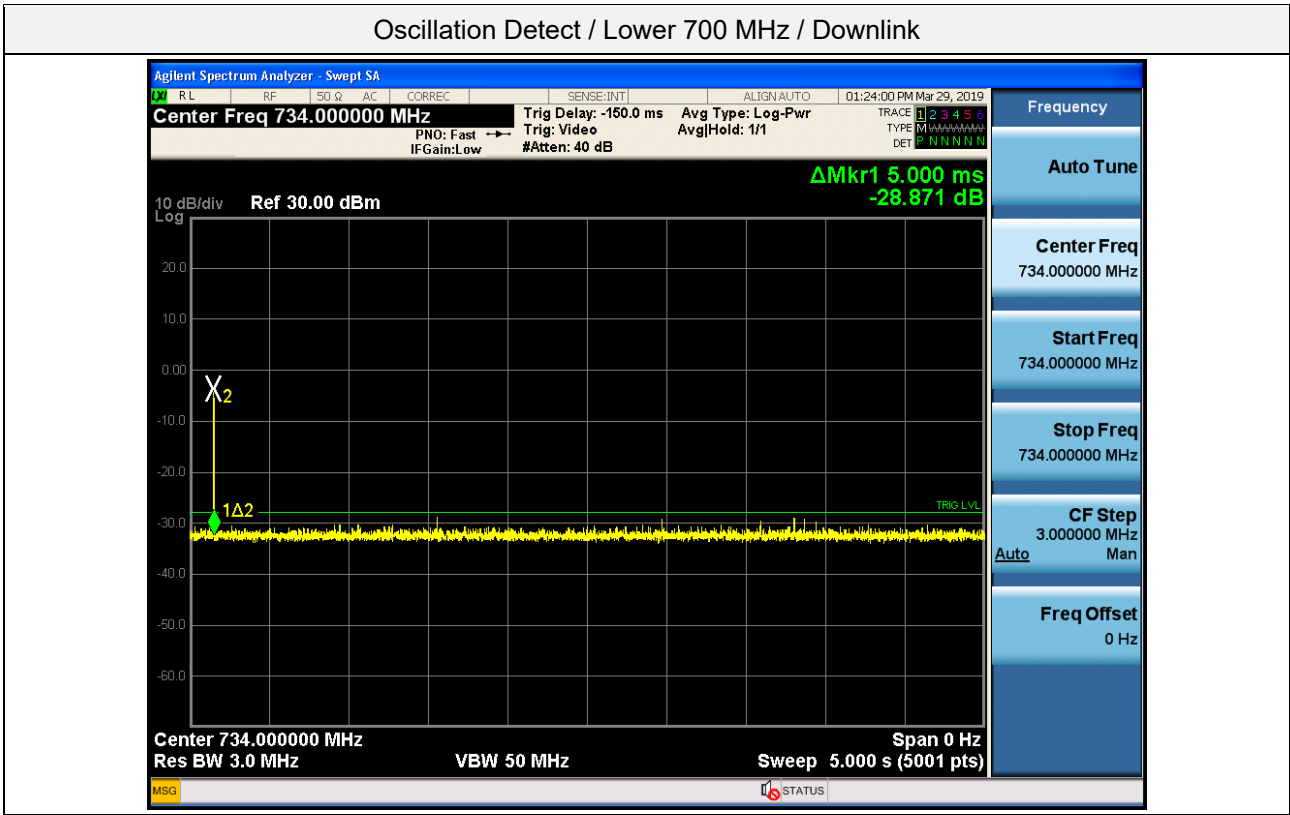 Oscillation Detect / Lower 700 MHz / Downlink
Agilent Spectrum Analyzer - Swept SA
LXI RL RF 50 Ω AC CORREC SENSE:INT ALIGN AUTO 01:24:00 PM Mar 29, 2019
Center Freq 734.000000 MHz
PNO: Fast
IFGain:Low
Trig Delay: -150.0 ms
Trig: Video
#Atten: 40 dB
Avg Type: Log-Pwr
Avg|Hold: 1/1
TRACE 1 2 3 4 5 6
TYPE M WWWWW
DET P N N N N N
ΔMkr1 5.000 ms
-28.871 dB
10 dB/div Ref 30.00 dBm
Log
20.0
10.0
0.00
2
-10.0
-20.0
1Δ2
TRIG LVL
-30.0
-40.0
-50.0
-60.0
Center 734.000000 MHz Span 0 Hz
Res BW 3.0 MHz VBW 50 MHz Sweep 5.000 s (5001 pts)
MSG STATUS
Frequency
Auto Tune
Center Freq
734.000000 MHz
Start Freq
734.000000 MHz
Stop Freq
734.000000 MHz
CF Step
3.000000 MHz
Auto Man
Freq Offset
0 Hz